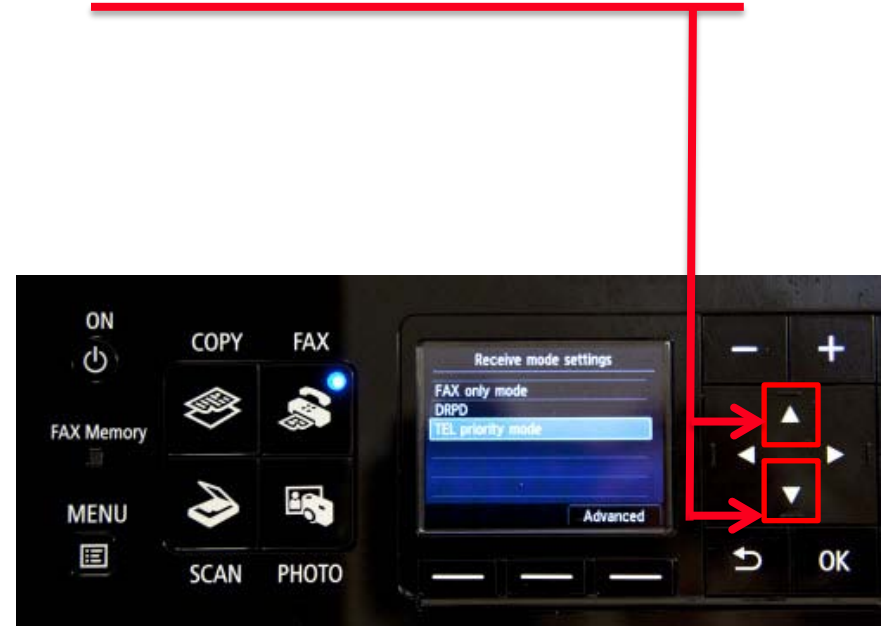 ON
COPY FAX
FAX Memory
MENU
SCAN PHOTO
Receive mode settings
FAX only mode
DRPD
TEL priority mode
Advanced
OK